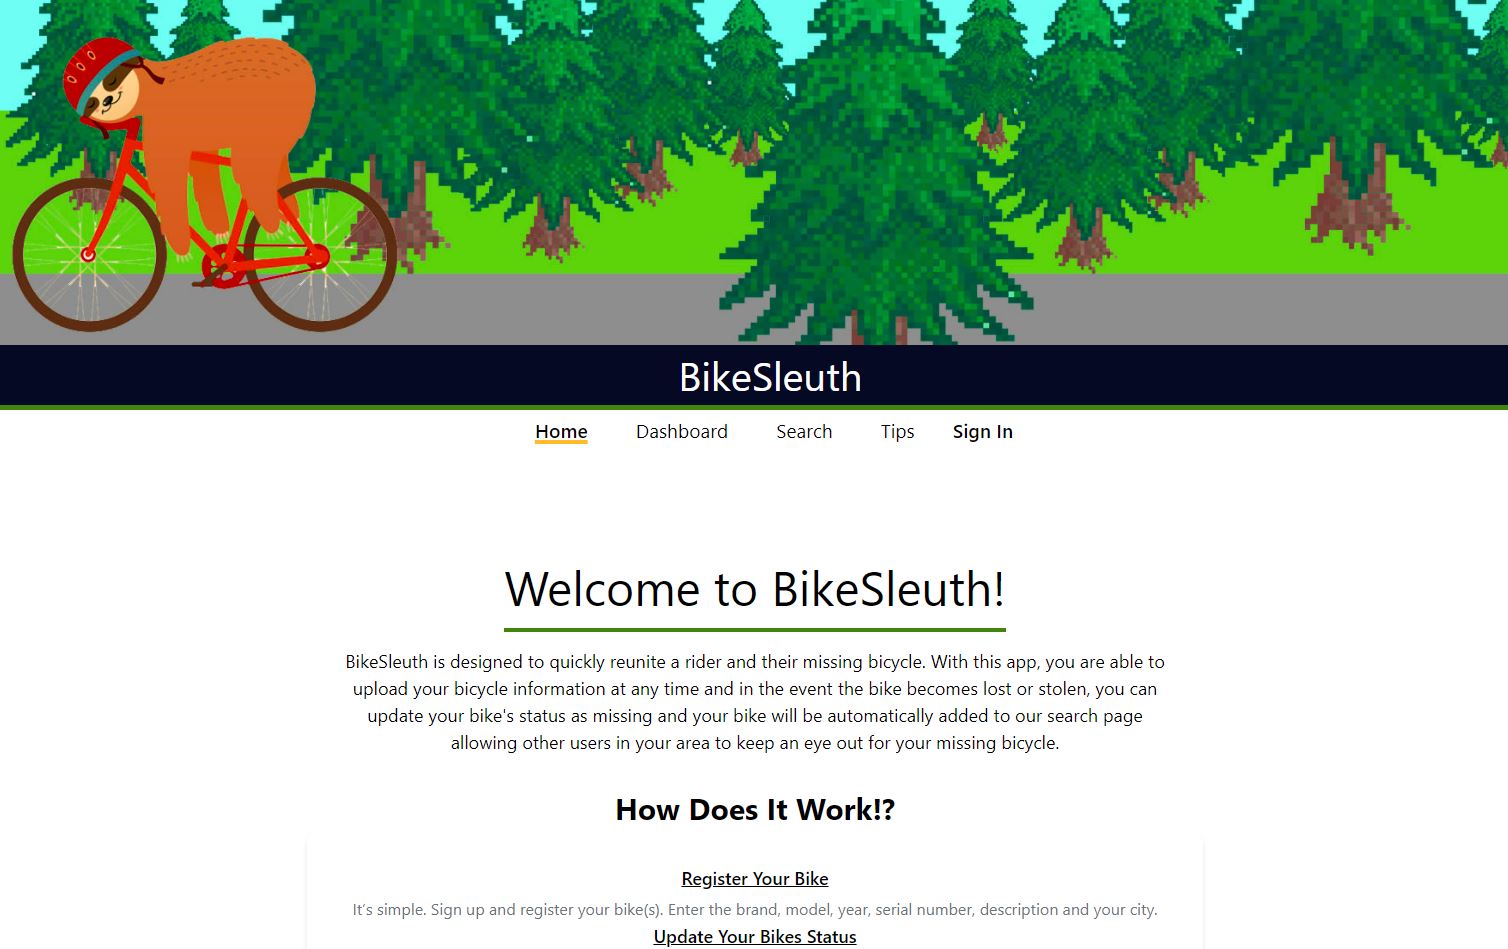 BikeSleuth
Home Dashboard Search Tips Sign In
Welcome to BikeSleuth!
BikeSleuth is designed to quickly reunite a rider and their missing bicycle. With this app, you are able to
upload your bicycle information at any time and in the event the bike becomes lost or stolen, you can
update your bike's status as missing and your bike will be automatically added to our search page
allowing other users in your area to keep an eye out for your missing bicycle.
How Does It Work!?
Register Your Bike
It’s simple. Sign up and register your bike(s). Enter the brand, model, year, serial number, description and your city.
Update Your Bikes Status